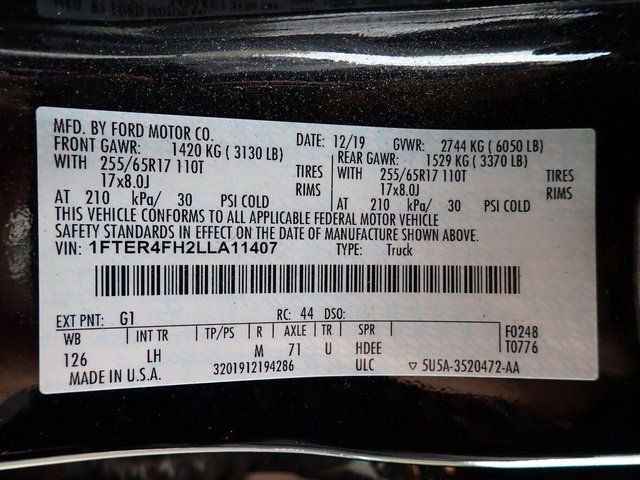 MFD. BY FORD MOTOR CO. DATE: 12/19 GVWR: 2744 KG ( 6050 LB)
FRONT GAWR: 1420 KG ( 3130 LB) REAR GAWR: 1529 KG ( 3370 LB)
WITH 255/65R17 110T TIRES WITH 255/65R17 110T TIRES
17x8.0J RIMS 17x8.0J RIMS
AT 210 kPa/ 30 PSI COLD AT 210 kPa/ 30 PSI COLD
THIS VEHICLE CONFORMS TO ALL APPLICABLE FEDERAL MOTOR VEHICLE
SAFETY STANDARDS IN EFFECT ON THE DATE OF MANUFACTURE SHOWN ABOVE.
VIN: 1FTER4FH2LLA11407 TYPE: Truck
EXT PNT: G1 RC: 44 DSO:
WB INT TR TP/PS R AXLE TR SPR F0248
126 LH M 71 U HDEE T0776
MADE IN U.S.A. 3201912194286 ULC ▽ 5U5A-3520472-AA